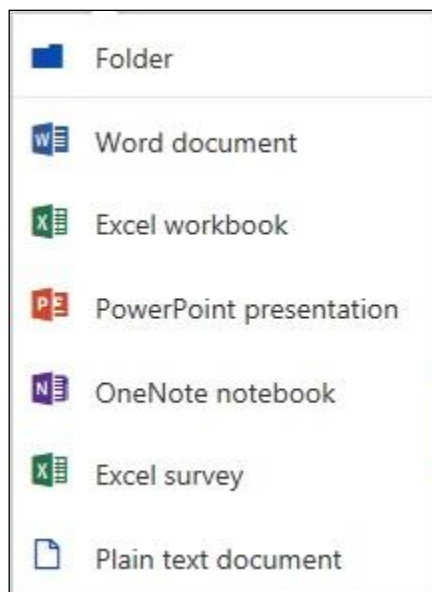 Folder
Word document
Excel workbook
PowerPoint presentation
OneNote notebook
Excel survey
Plain text document